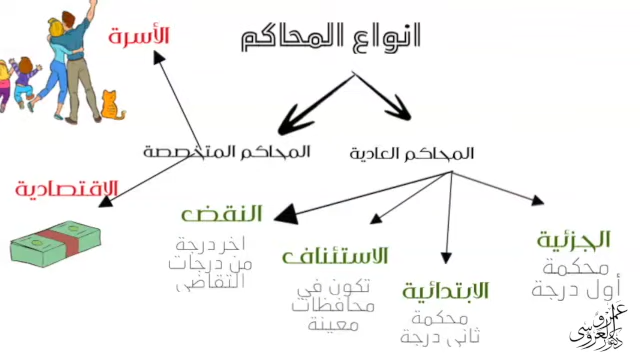 انواع المحاكم
الأسرة
المحاكم العادية
المحاكم المتخصصة
الاقتصادية
الجزئية
محكمة
أول درجة
الابتدائية
محكمة
ثاني درجة
الاستئناف
تكون في
محافظات
معينة
النقض
اخر درجة
من درجات
التقاضي